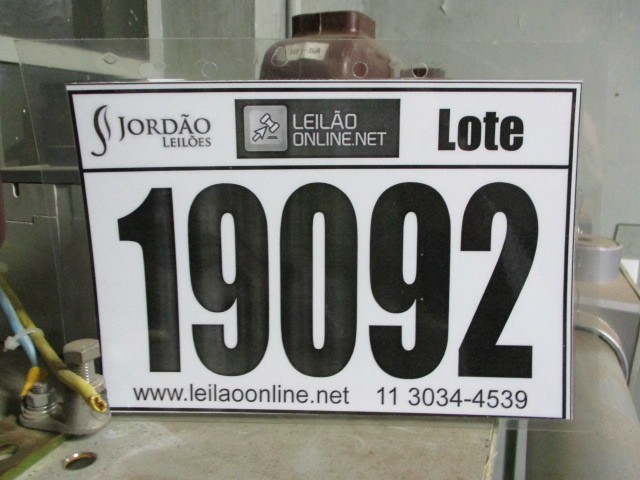 JORDÃO
LEILÕES
LEILÃO
ONLINE.NET
Lote
19092
www.leilaoonline.net 11 3034-4539